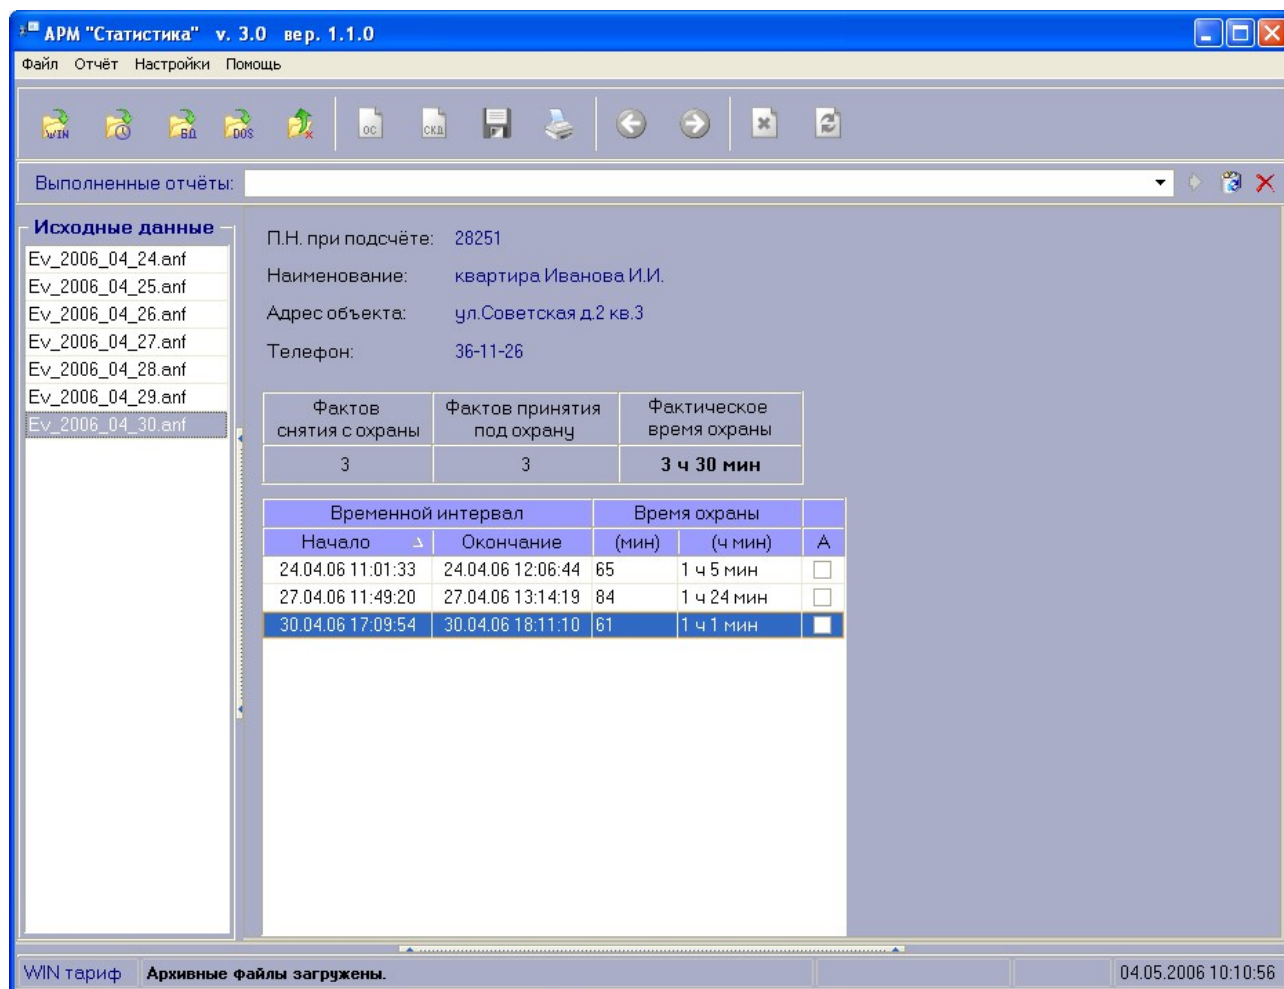 АРМ "Статистика" v. 3.0 вер. 1.1.0
Файл Отчёт Настройки Помощь
WIN БД DOS ОС СКД
Выполненные отчёты:
Исходные данные
Ev_2006_04_24.anf
Ev_2006_04_25.anf
Ev_2006_04_26.anf
Ev_2006_04_27.anf
Ev_2006_04_28.anf
Ev_2006_04_29.anf
Ev_2006_04_30.anf
П.Н. при подсчёте: 28251
Наименование: квартира Иванова И.И.
Адрес объекта: ул.Советская д.2 кв.3
Телефон: 36-11-26
Фактов Фактов принятия Фактическое
снятия с охраны под охрану время охраны
3 3 3 ч 30 мин
Временной интервал Время охраны
Начало Окончание (мин) (ч мин) А
24.04.06 11:01:33 24.04.06 12:06:44 65 1 ч 5 мин
27.04.06 11:49:20 27.04.06 13:14:19 84 1 ч 24 мин
30.04.06 17:09:54 30.04.06 18:11:10 61 1 ч 1 мин
WIN тариф Архивные файлы загружены. 04.05.2006 10:10:56